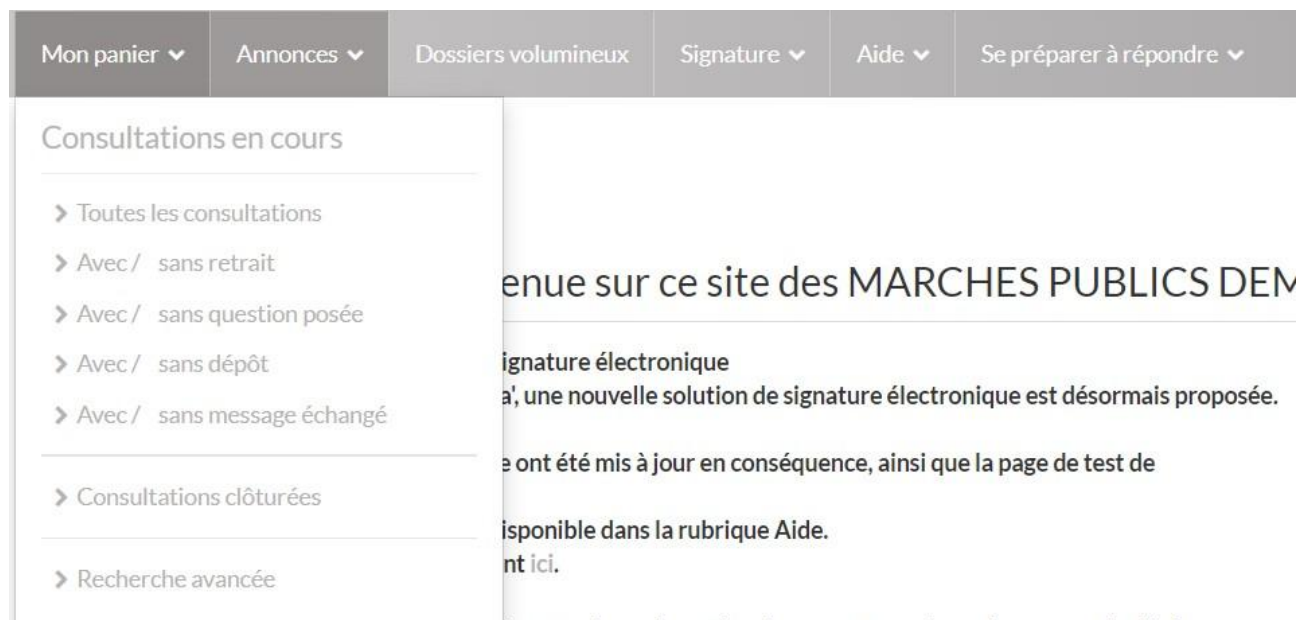 Mon panier Annonces Dossiers volumineux Signature Aide Se préparer à répondre
Consultations en cours
Toutes les consultations
Avec / sans retrait
Avec / sans question posée
Avec / sans dépôt
Avec / sans message échangé
Consultations clôturées
Recherche avancée
enue sur ce site des MARCHES PUBLICS DEM
ignature électronique
a', une nouvelle solution de signature électronique est désormais proposée.
e ont été mis à jour en conséquence, ainsi que la page de test de
isponible dans la rubrique Aide.
nt ici.